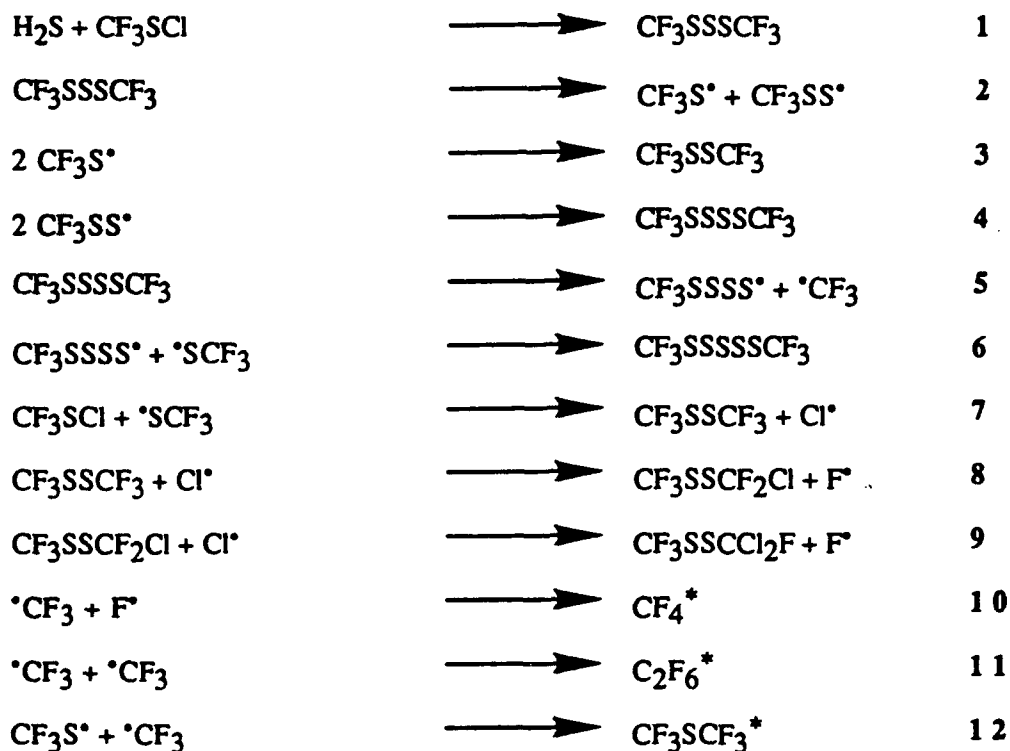 H₂S + CF₃SCl ⟶ CF₃SSSCF₃ 1
CF₃SSSCF₃ ⟶ CF₃S• + CF₃SS• 2
2 CF₃S• ⟶ CF₃SSCF₃ 3
2 CF₃SS• ⟶ CF₃SSSSCF₃ 4
CF₃SSSSCF₃ ⟶ CF₃SSSS• + •CF₃ 5
CF₃SSSS• + •SCF₃ ⟶ CF₃SSSSSCF₃ 6
CF₃SCl + •SCF₃ ⟶ CF₃SSCF₃ + Cl• 7
CF₃SSCF₃ + Cl• ⟶ CF₃SSCF₂Cl + F• 8
CF₃SSCF₂Cl + Cl• ⟶ CF₃SSCCl₂F + F• 9
•CF₃ + F• ⟶ CF₄* 10
•CF₃ + •CF₃ ⟶ C₂F₆* 11
CF₃S• + •CF₃ ⟶ CF₃SCF₃* 12